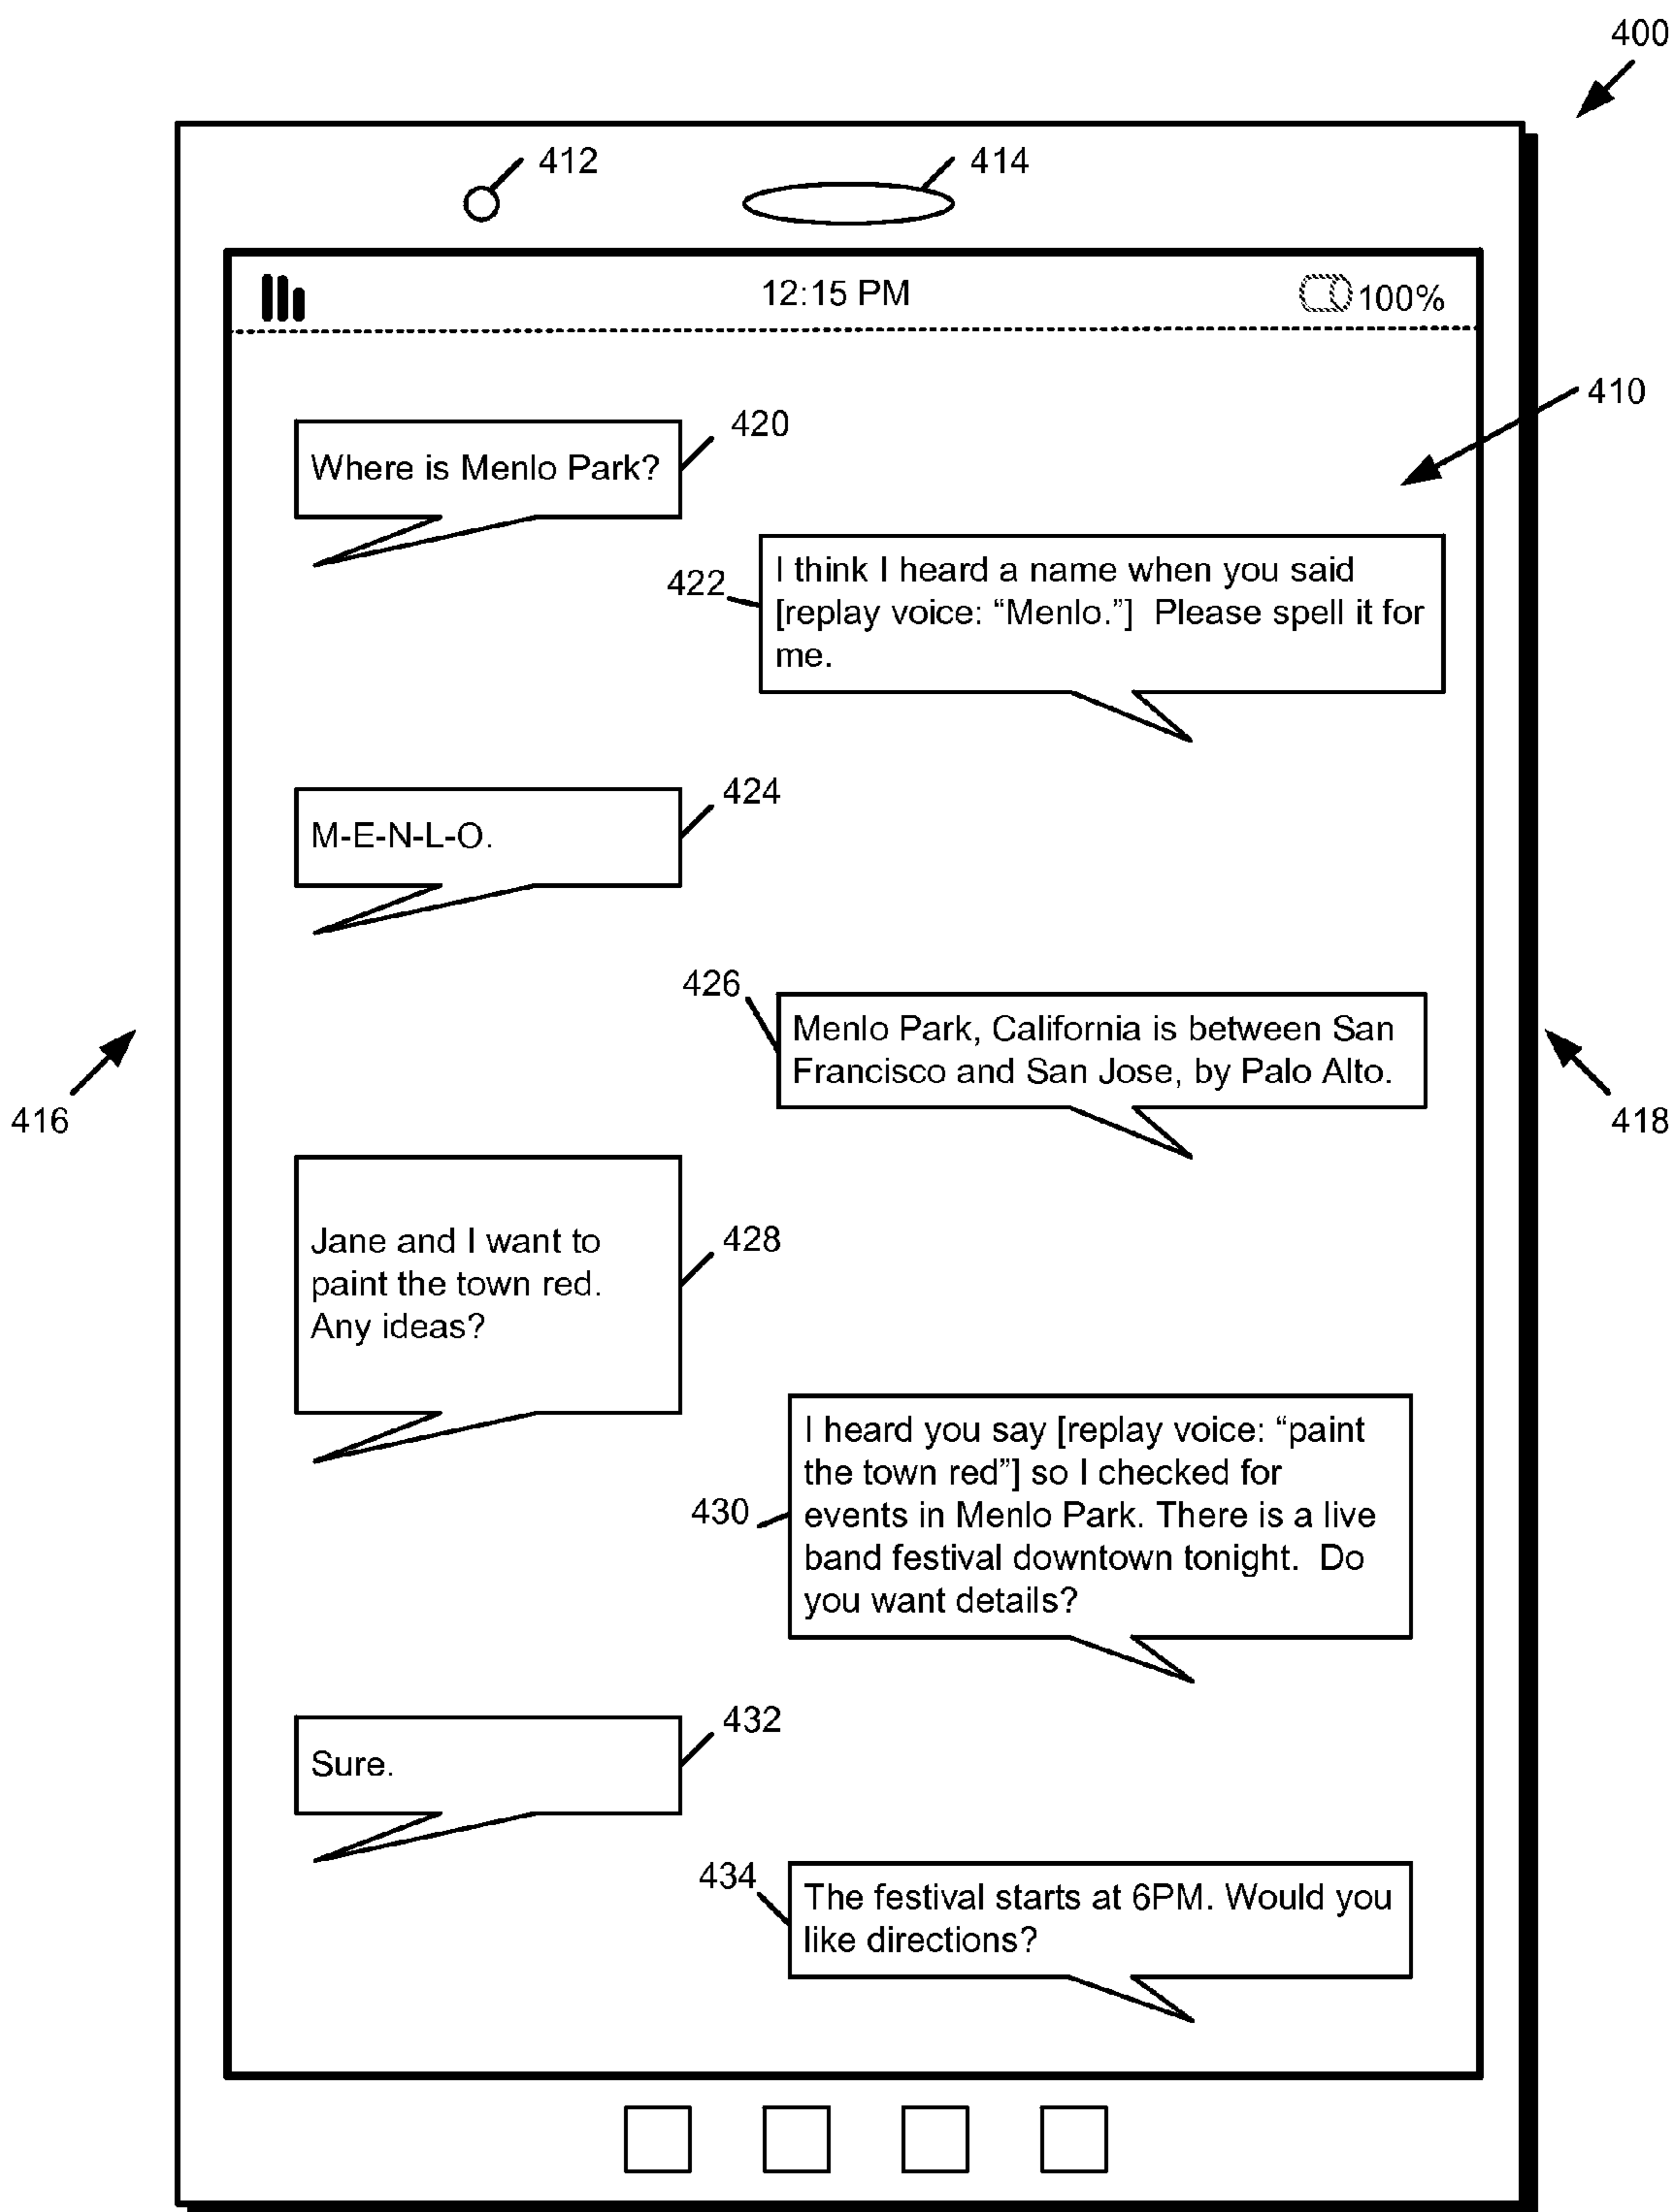 400
412
414
12:15 PM
100%
410
420
Where is Menlo Park?
422
I think I heard a name when you said
[replay voice: “Menlo.”]  Please spell it for
me.
424
M-E-N-L-O.
426
Menlo Park, California is between San
Francisco and San Jose, by Palo Alto.
416
418
428
Jane and I want to
paint the town red.
Any ideas?
430
I heard you say [replay voice: “paint
the town red”] so I checked for
events in Menlo Park. There is a live
band festival downtown tonight.  Do
you want details?
432
Sure.
434
The festival starts at 6PM. Would you
like directions?